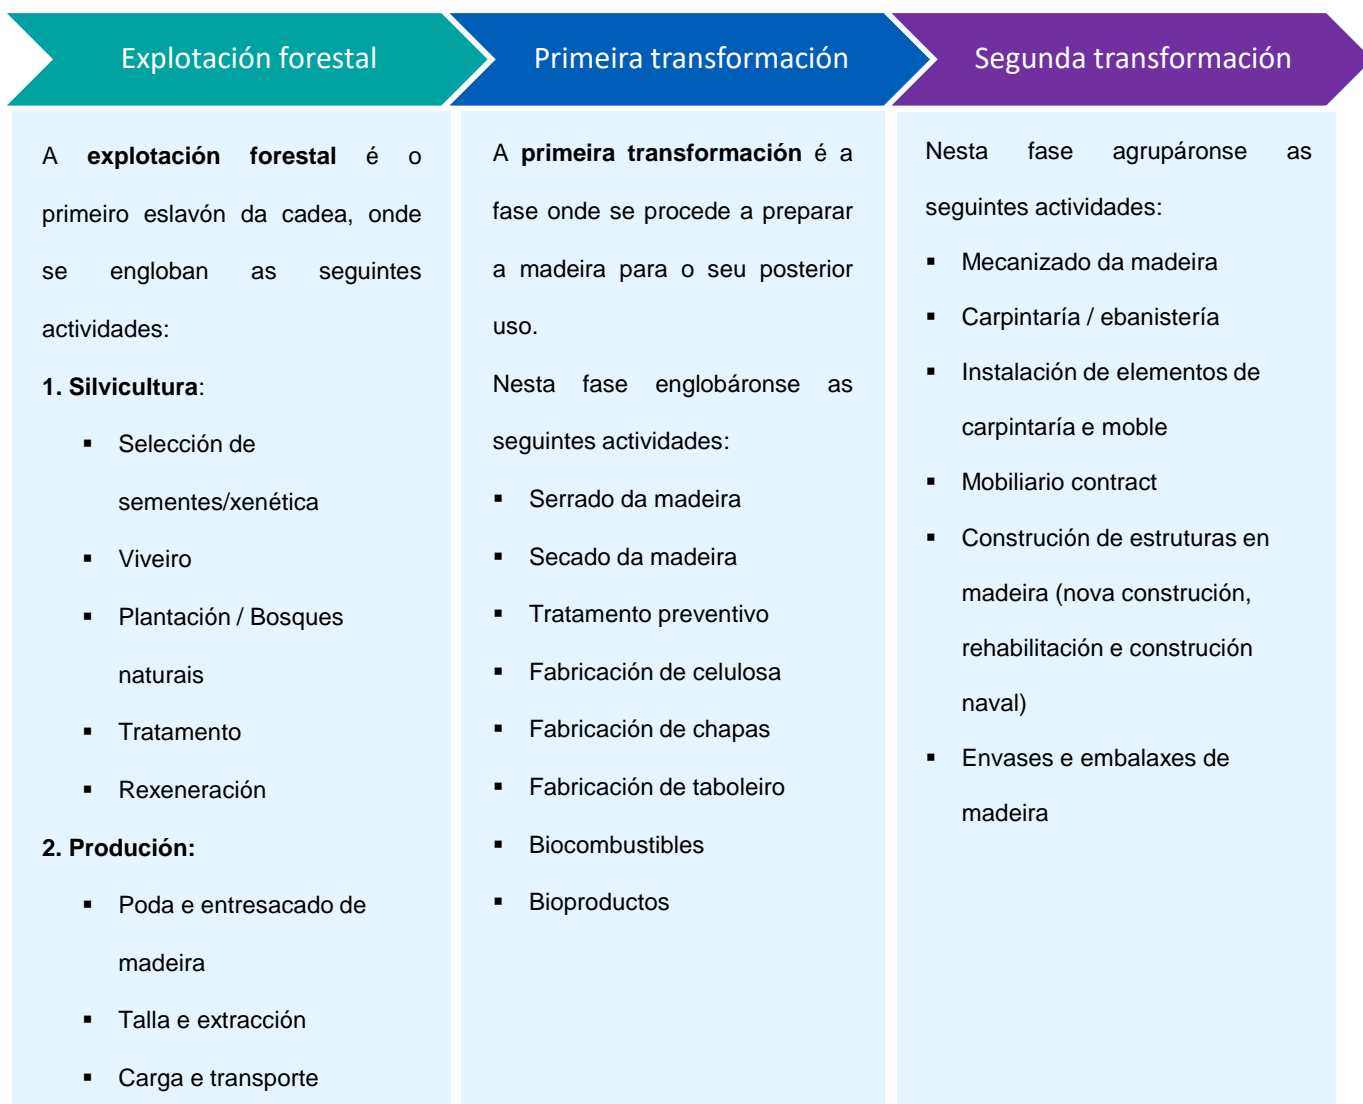 Explotación forestal
Primeira transformación
Segunda transformación
A explotación forestal é o
primeiro eslavón da cadea, onde
se engloban as seguintes
actividades:
1. Silvicultura:
▪ Selección de
sementes/xenética
▪ Viveiro
▪ Plantación / Bosques
naturais
▪ Tratamento
▪ Rexeneración
2. Produción:
▪ Poda e entresacado de
madeira
▪ Talla e extracción
▪ Carga e transporte
A primeira transformación é a
fase onde se procede a preparar
a madeira para o seu posterior
uso.
Nesta fase englobáronse as
seguintes actividades:
▪ Serrado da madeira
▪ Secado da madeira
▪ Tratamento preventivo
▪ Fabricación de celulosa
▪ Fabricación de chapas
▪ Fabricación de taboleiro
▪ Biocombustibles
▪ Bioproductos
Nesta fase agrupáronse as
seguintes actividades:
▪ Mecanizado da madeira
▪ Carpintaría / ebanistería
▪ Instalación de elementos de
carpintaría e moble
▪ Mobiliario contract
▪ Construción de estruturas en
madeira (nova construción,
rehabilitación e construción
naval)
▪ Envases e embalaxes de
madeira